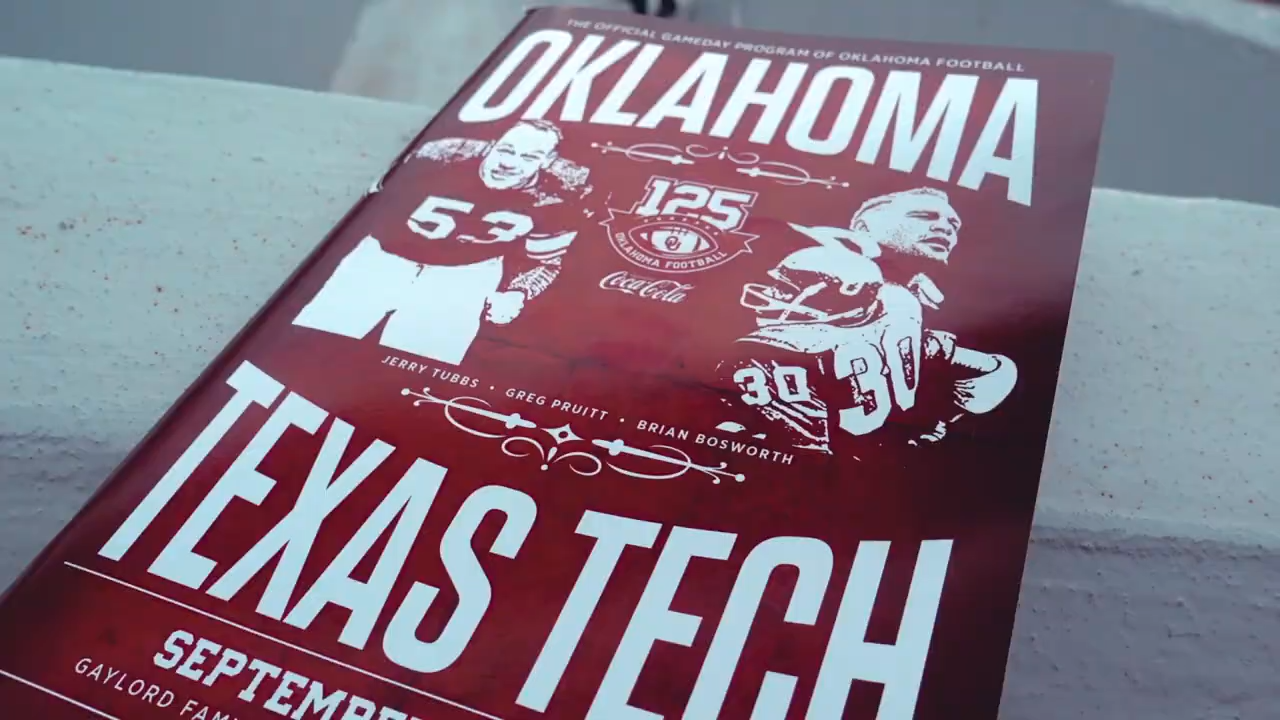 THE OFFICIAL GAMEDAY PROGRAM OF OKLAHOMA FOOTBALL
OKLAHOMA
125
OKLAHOMA FOOTBALL
Coca-Cola
53
30
30
JERRY TUBBS • GREG PRUITT • BRIAN BOSWORTH
TEXAS TECH
GAYLORD